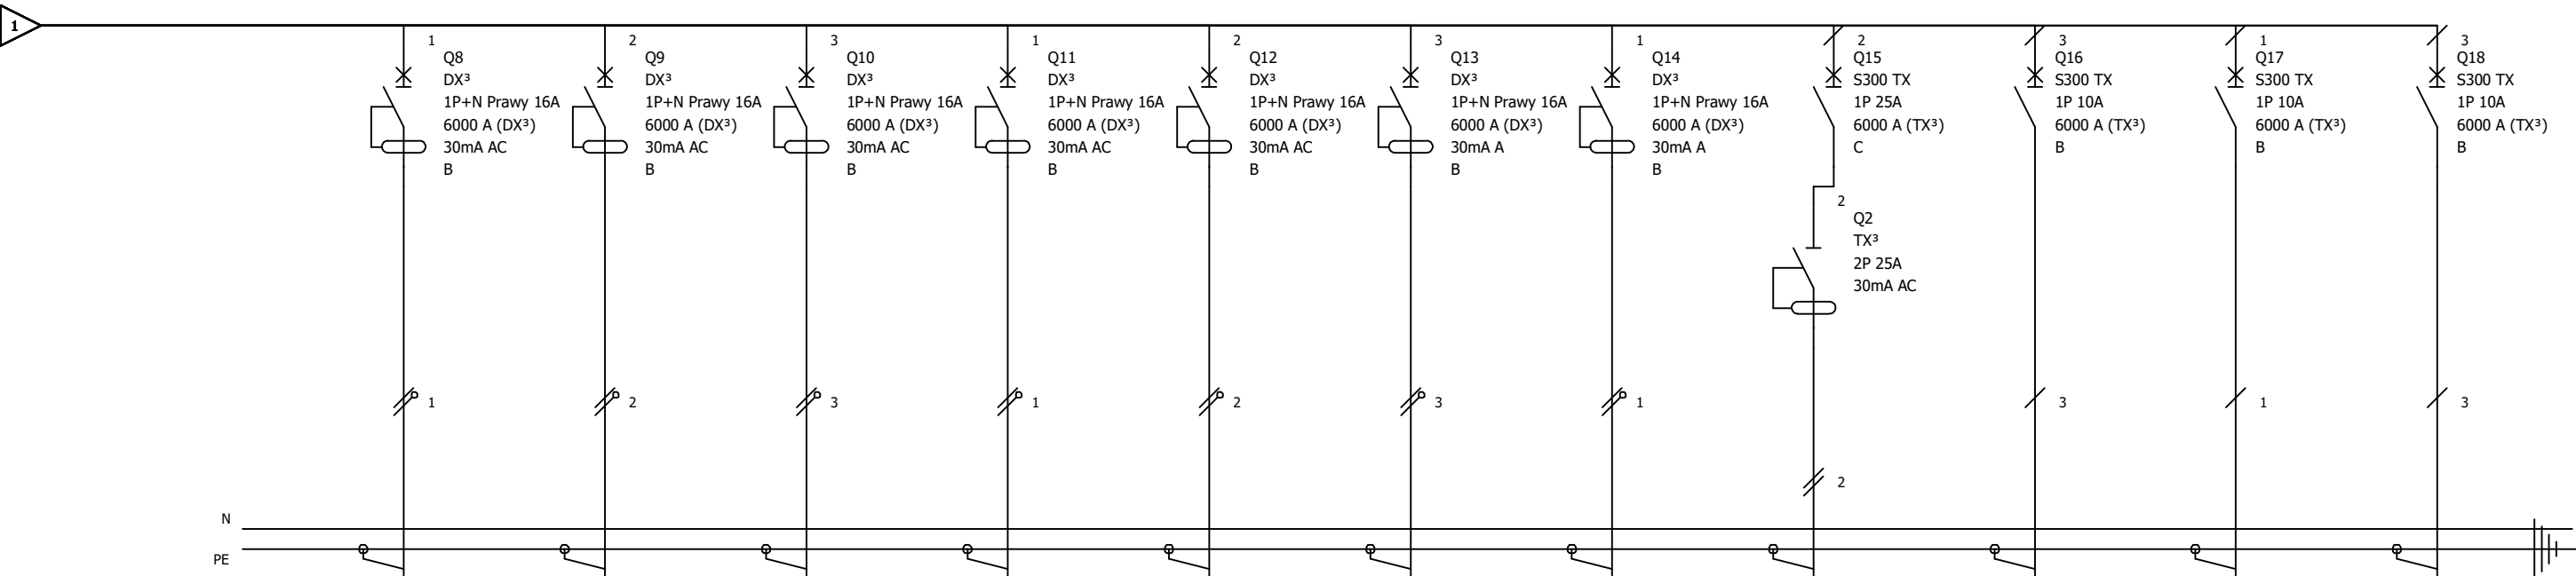 1
1
Q8
DX³
1P+N Prawy 16A
6000 A (DX³)
30mA AC
B
1
2
Q9
DX³
1P+N Prawy 16A
6000 A (DX³)
30mA AC
B
2
3
Q10
DX³
1P+N Prawy 16A
6000 A (DX³)
30mA AC
B
3
1
Q11
DX³
1P+N Prawy 16A
6000 A (DX³)
30mA AC
B
1
2
Q12
DX³
1P+N Prawy 16A
6000 A (DX³)
30mA AC
B
2
3
Q13
DX³
1P+N Prawy 16A
6000 A (DX³)
30mA A
B
3
1
Q14
DX³
1P+N Prawy 16A
6000 A (DX³)
30mA A
B
1
2
Q15
S300 TX
1P 25A
6000 A (TX³)
C
2
Q2
TX³
2P 25A
30mA AC
2
3
Q16
S300 TX
1P 10A
6000 A (TX³)
B
3
1
Q17
S300 TX
1P 10A
6000 A (TX³)
B
1
3
Q18
S300 TX
1P 10A
6000 A (TX³)
B
3
N
PE